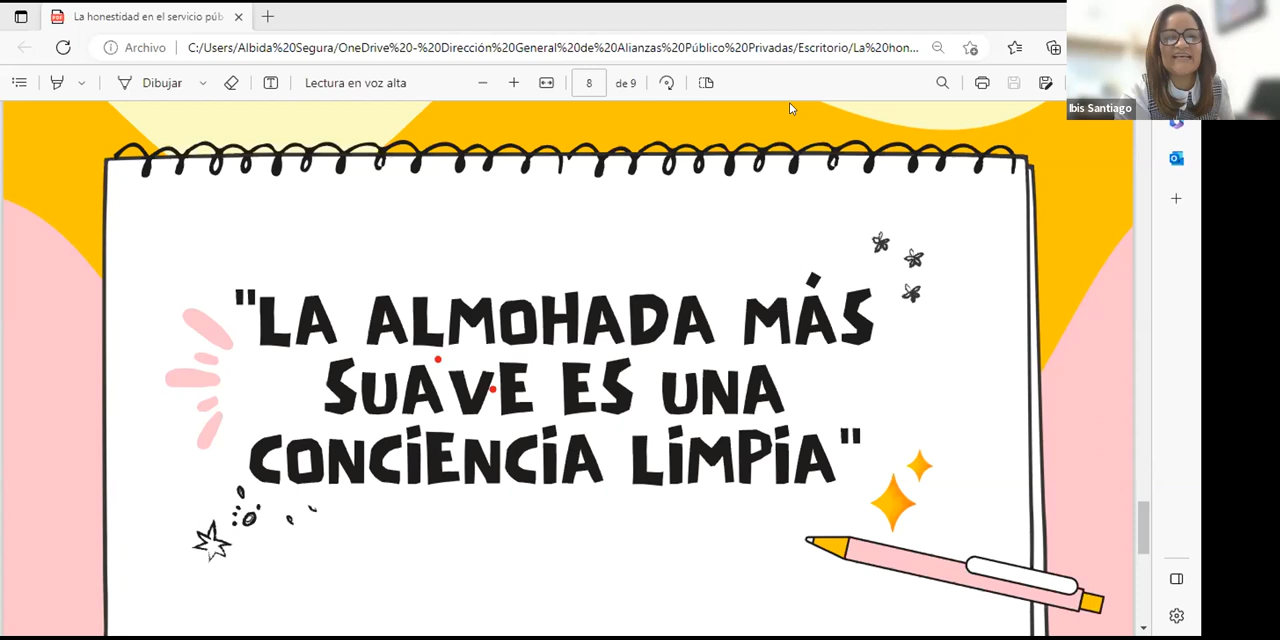 La honestidad en el servicio púb
Archivo
C:/Users/Albida%20Segura/OneDrive%20-%20Dirección%20General%20de%20Alianzas%20Público%20Privadas/Escritorio/La%20hon...
Dibujar
Lectura en voz alta
8
de 9
Ibis Santiago
"LA ALMOHADA MÁS
SUAVE ES UNA
CONCIENCIA LIMPIA"